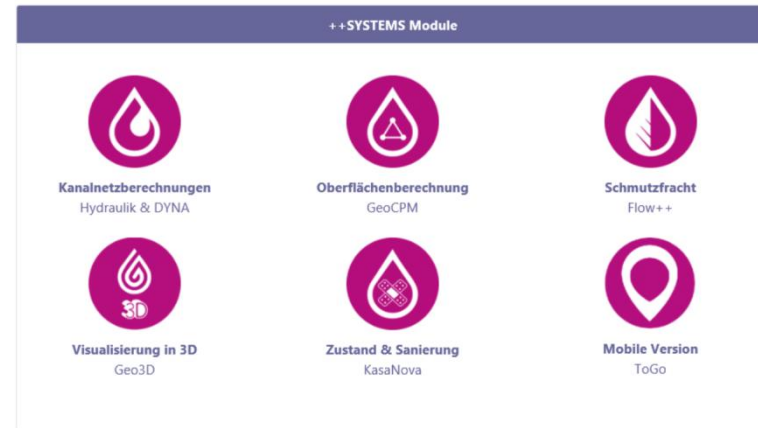 ++SYSTEMS Module
Kanalnetzberechnungen
Hydraulik & DYNA
Oberflächenberechnung
GeoCPM
Schmutzfracht
Flow++
3D
Visualisierung in 3D
Geo3D
Zustand & Sanierung
KasaNova
Mobile Version
ToGo